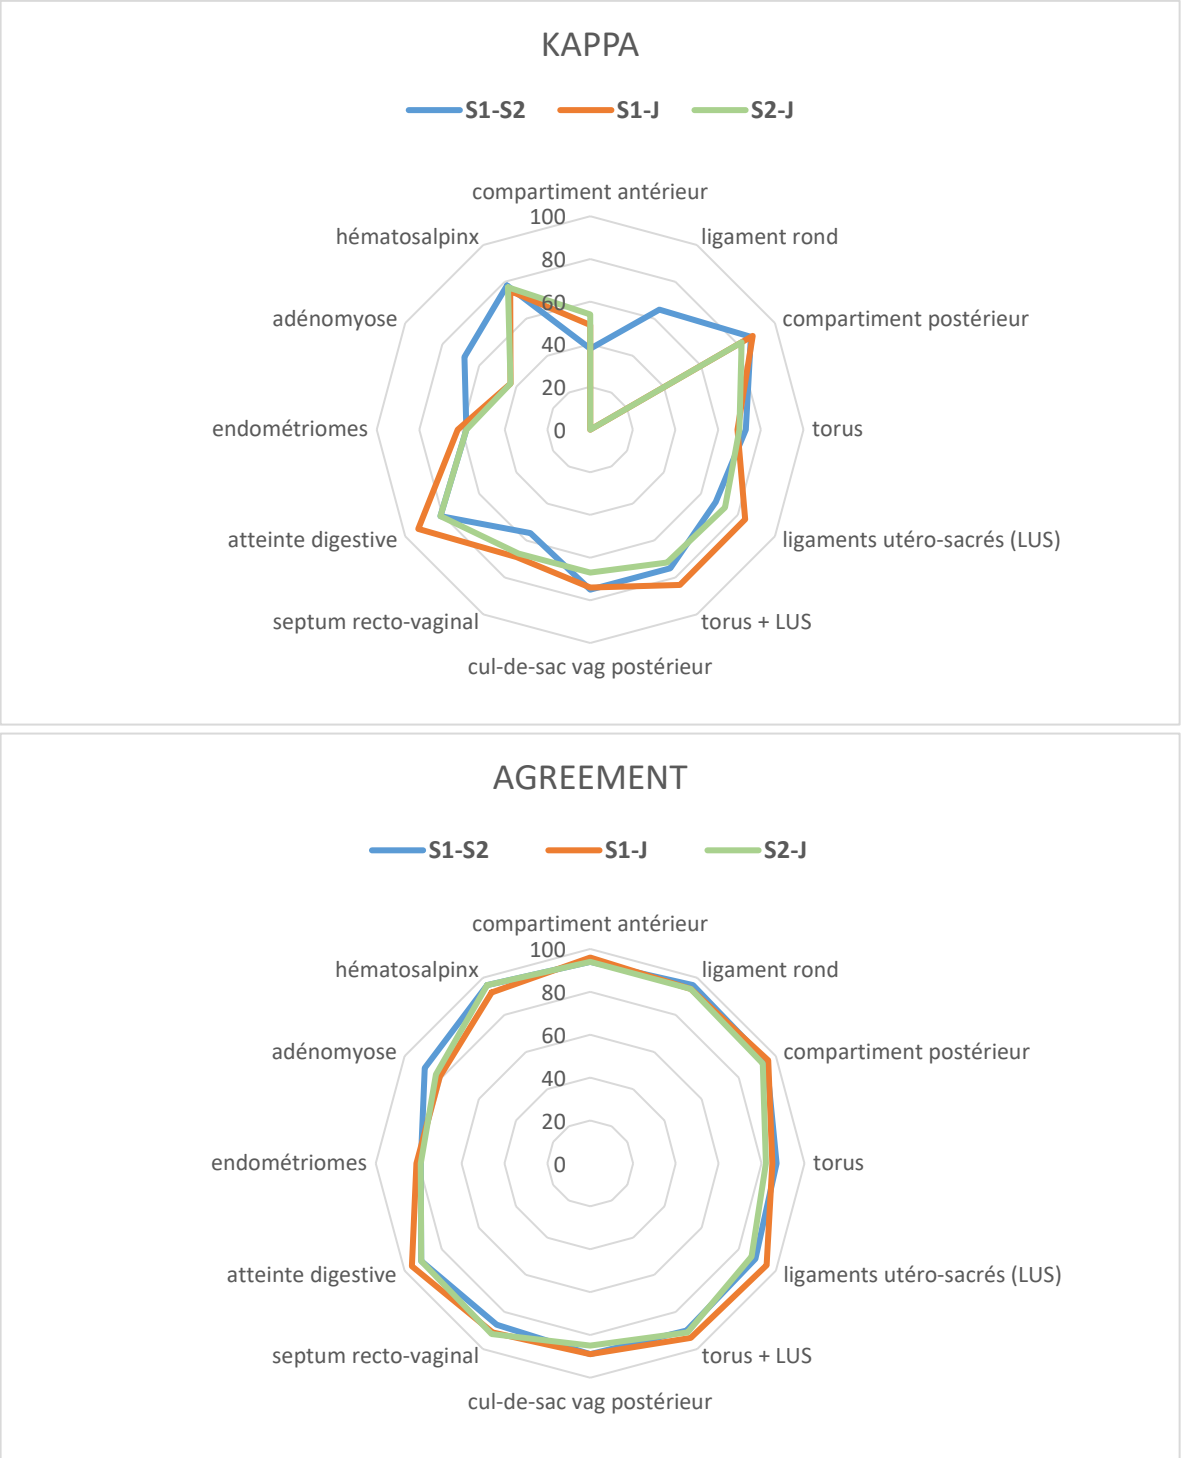 KAPPA
S1-S2 S1-J S2-J
compartiment antérieur
100
hématosalpinx ligament rond
80
adénomyose 60 compartiment postérieur
40
20
endométriomes 0 torus
atteinte digestive ligaments utéro-sacrés (LUS)
septum recto-vaginal torus + LUS
cul-de-sac vag postérieur
AGREEMENT
S1-S2 S1-J S2-J
compartiment antérieur
100
hématosalpinx ligament rond
80
adénomyose 60 compartiment postérieur
40
20
endométriomes 0 torus
atteinte digestive ligaments utéro-sacrés (LUS)
septum recto-vaginal torus + LUS
cul-de-sac vag postérieur